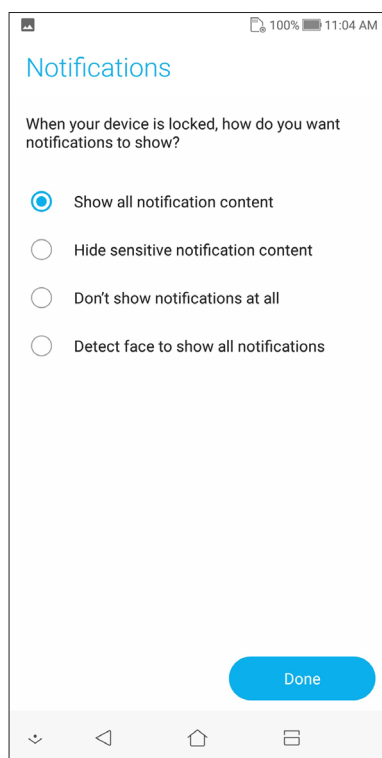 100% 11:04 AM
Notifications
When your device is locked, how do you want
notifications to show?
Show all notification content
Hide sensitive notification content
Don't show notifications at all
Detect face to show all notifications
Done